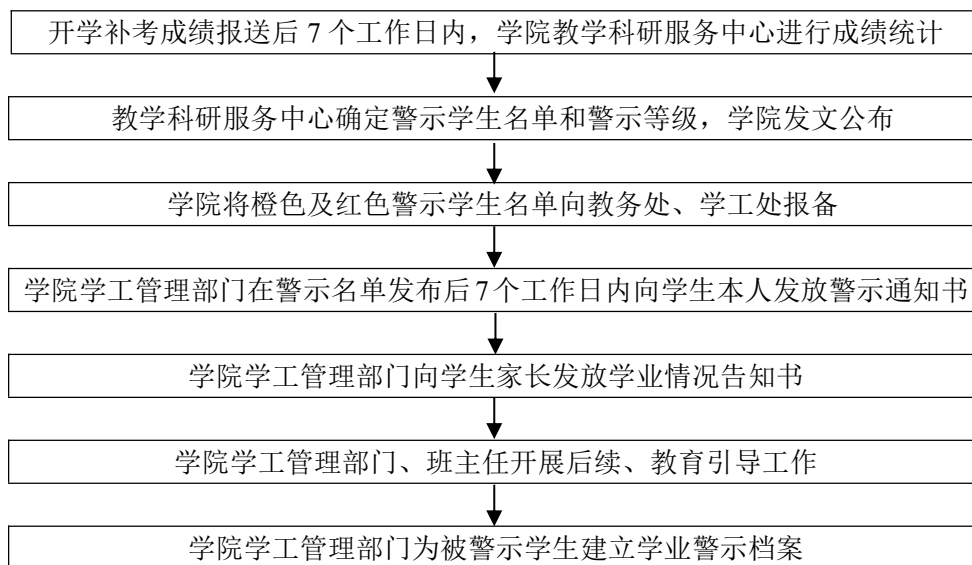 开学补考成绩报送后 7 个工作日内，学院教学科研服务中心进行成绩统计
教学科研服务中心确定警示学生名单和警示等级，学院发文公布
学院将橙色及红色警示学生名单向教务处、学工处报备
学院学工管理部门在警示名单发布后 7 个工作日内向学生本人发放警示通知书
学院学工管理部门向学生家长发放学业情况告知书
学院学工管理部门、班主任开展后续、教育引导工作
学院学工管理部门为被警示学生建立学业警示档案